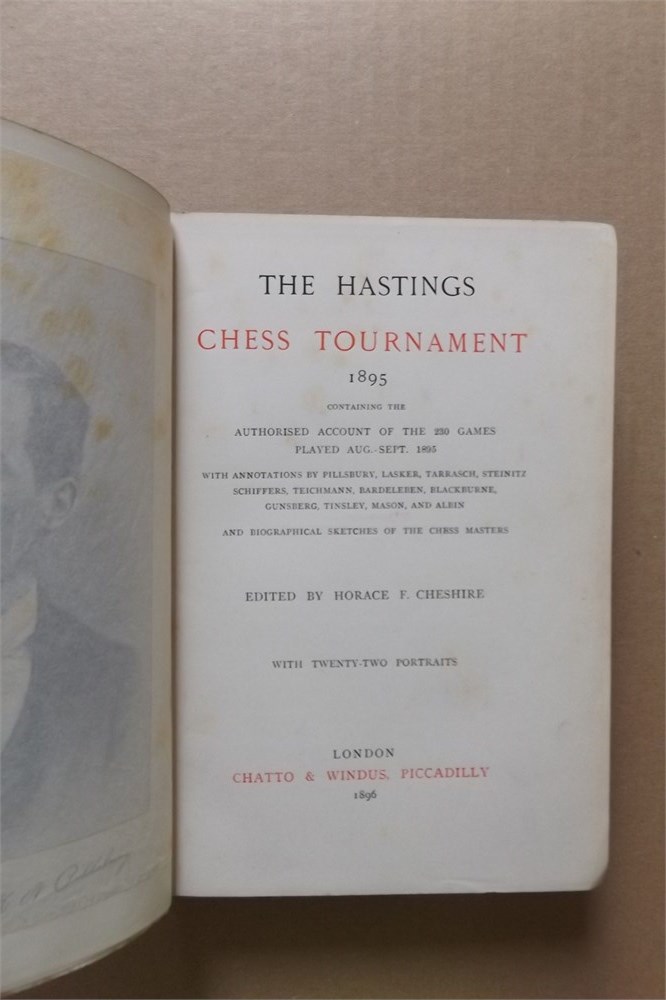 THE HASTINGS
CHESS TOURNAMENT
1895
CONTAINING THE
AUTHORISED ACCOUNT OF THE 230 GAMES
PLAYED AUG.-SEPT. 1895
WITH ANNOTATIONS BY PILLSBURY, LASKER, TARRASCH, STEINITZ
SCHIFFERS, TEICHMANN, BARDELEBEN, BLACKBURNE,
GUNSBERG, TINSLEY, MASON, AND ALBIN
AND BIOGRAPHICAL SKETCHES OF THE CHESS MASTERS
EDITED BY HORACE F. CHESHIRE
WITH TWENTY-TWO PORTRAITS
LONDON
CHATTO & WINDUS, PICCADILLY
1896